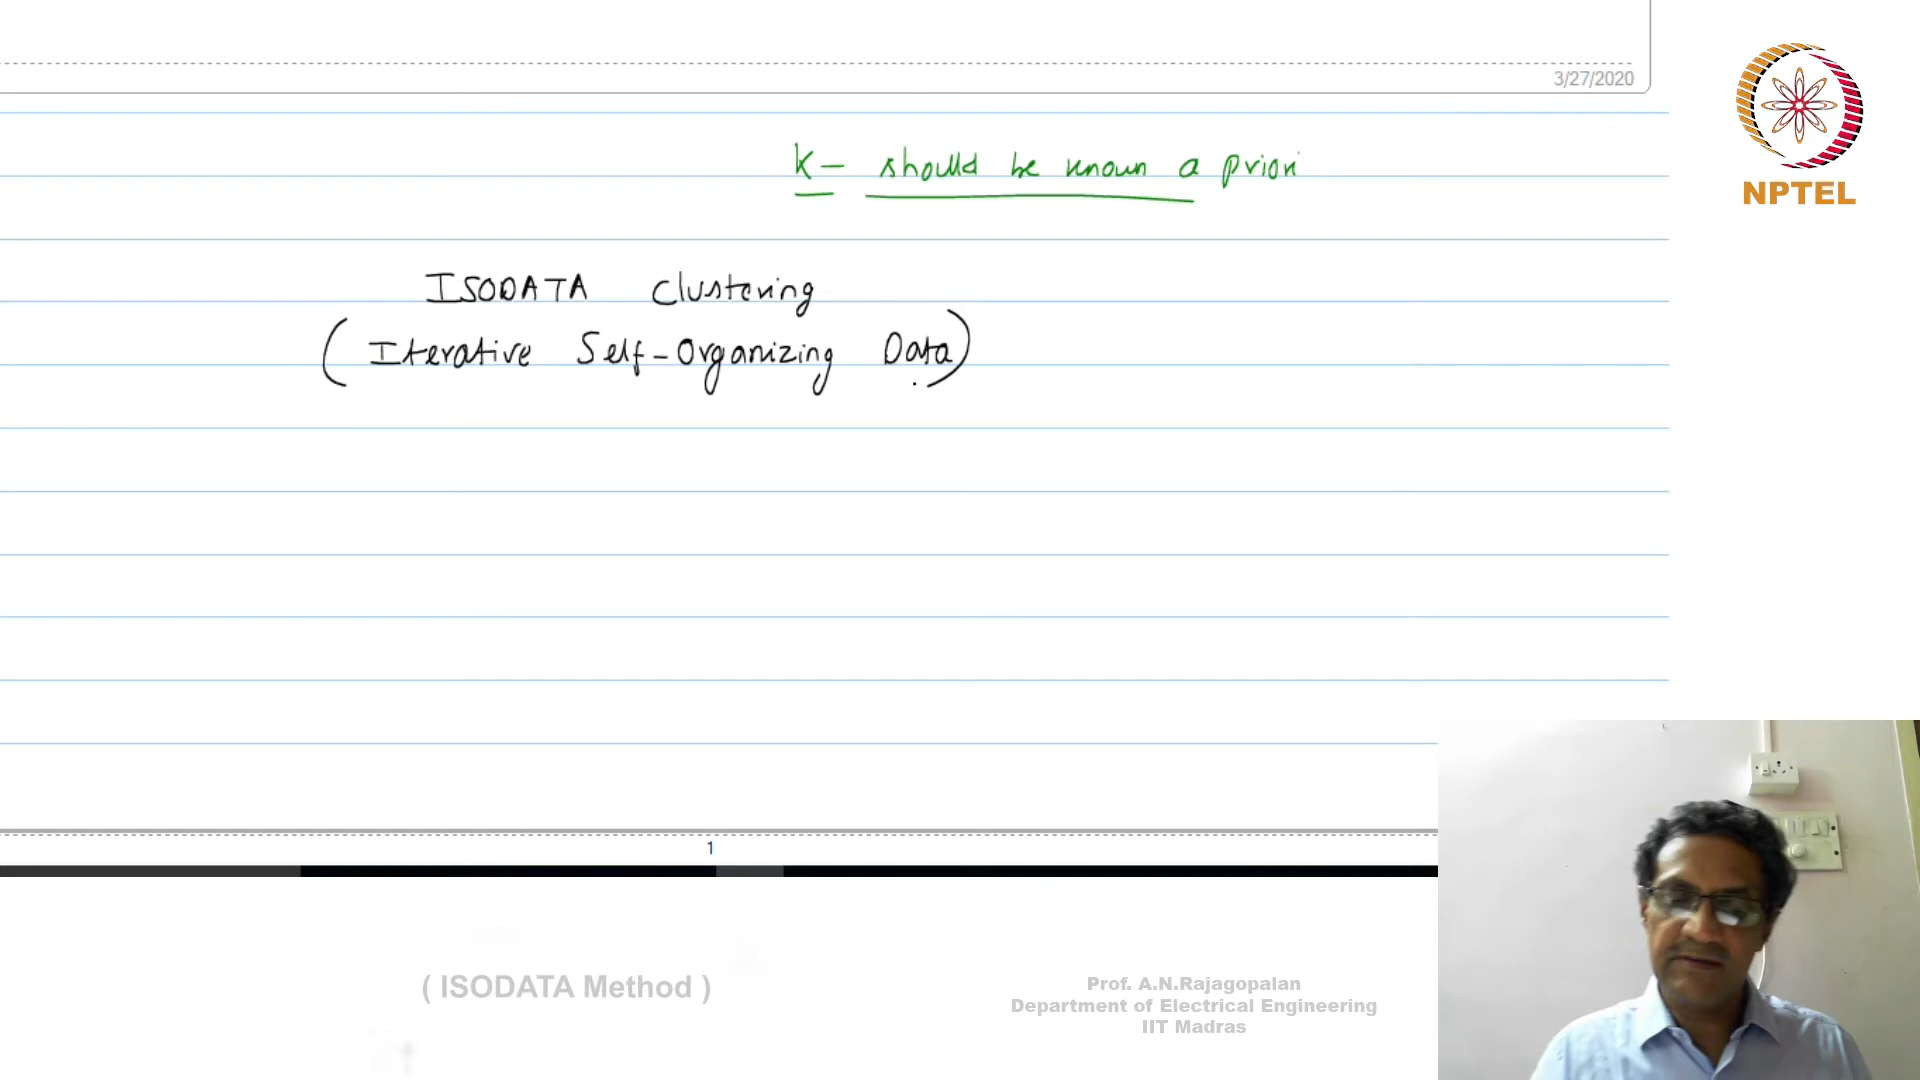 3/27/2020
NPTEL
K - should be known a priori
ISODATA Clustering
( Iterative Self-Organizing Data )
1
( ISODATA Method )
Prof. A.N.Rajagopalan
Department of Electrical Engineering
IIT Madras